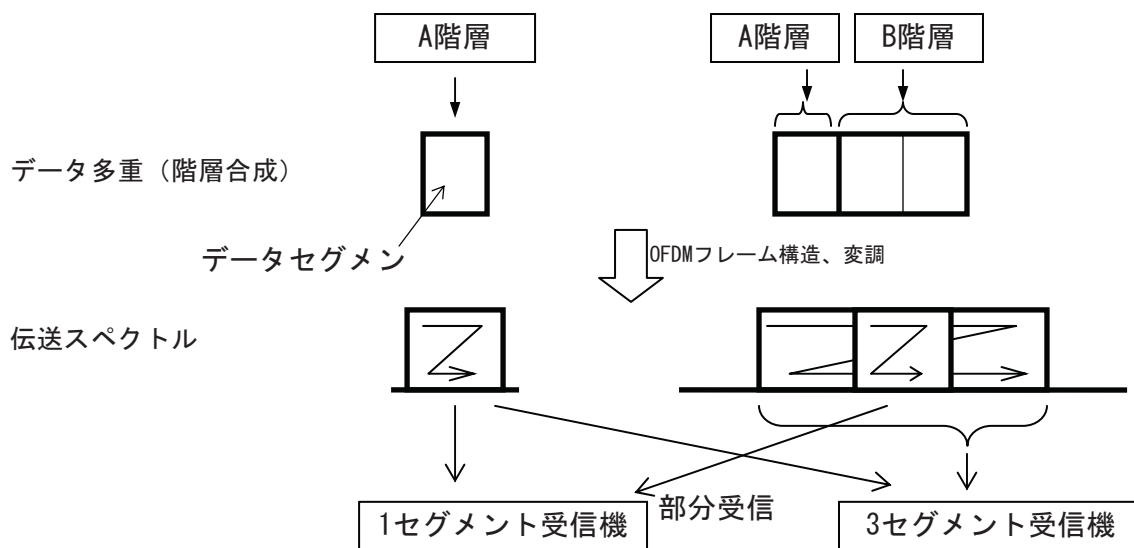 A階層
A階層
B階層
データ多重（階層合成）
データセグメン
OFDMフレーム構造、変調
伝送スペクトル
部分受信
1セグメント受信機
3セグメント受信機